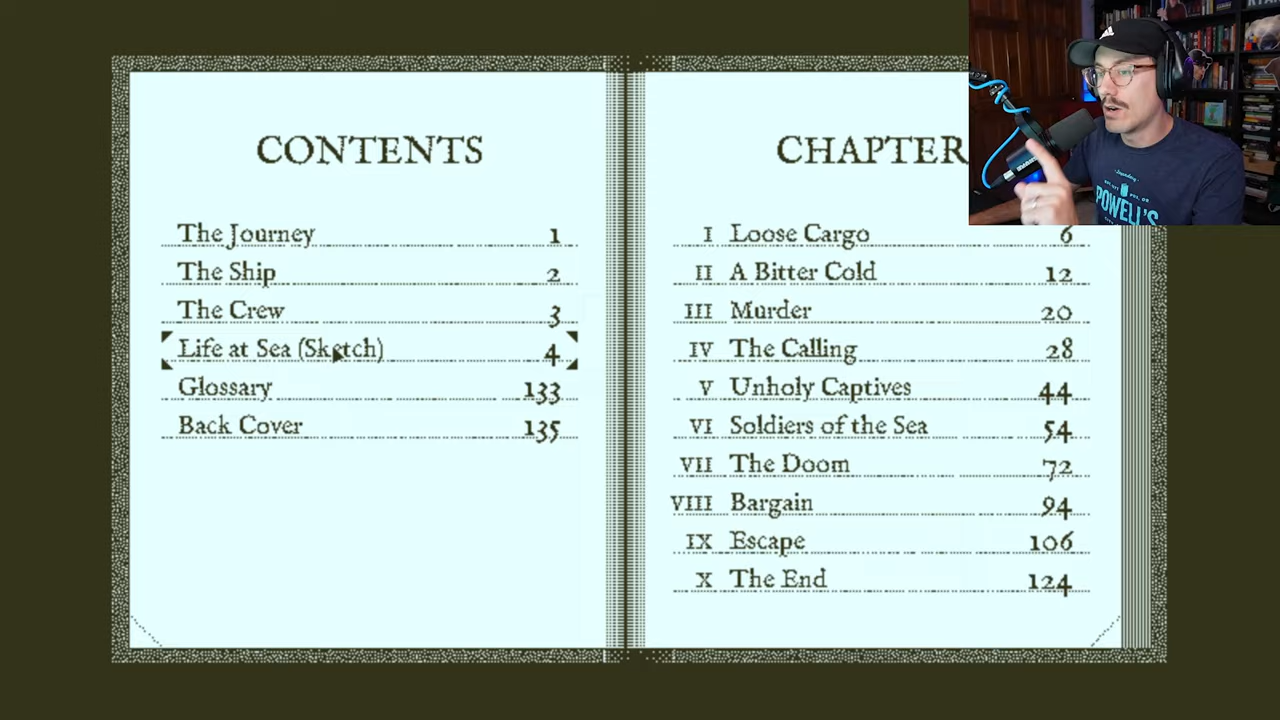 CONTENTS
The Journey 1
The Ship 2
The Crew 3
Life at Sea (Sketch) 4
Glossary 133
Back Cover 135
CHAPTER
I Loose Cargo 6
II A Bitter Cold 12
III Murder 20
IV The Calling 28
V Unholy Captives 44
VI Soldiers of the Sea 54
VII The Doom 72
VIII Bargain 94
IX Escape 106
X The End 124
POWELL'S